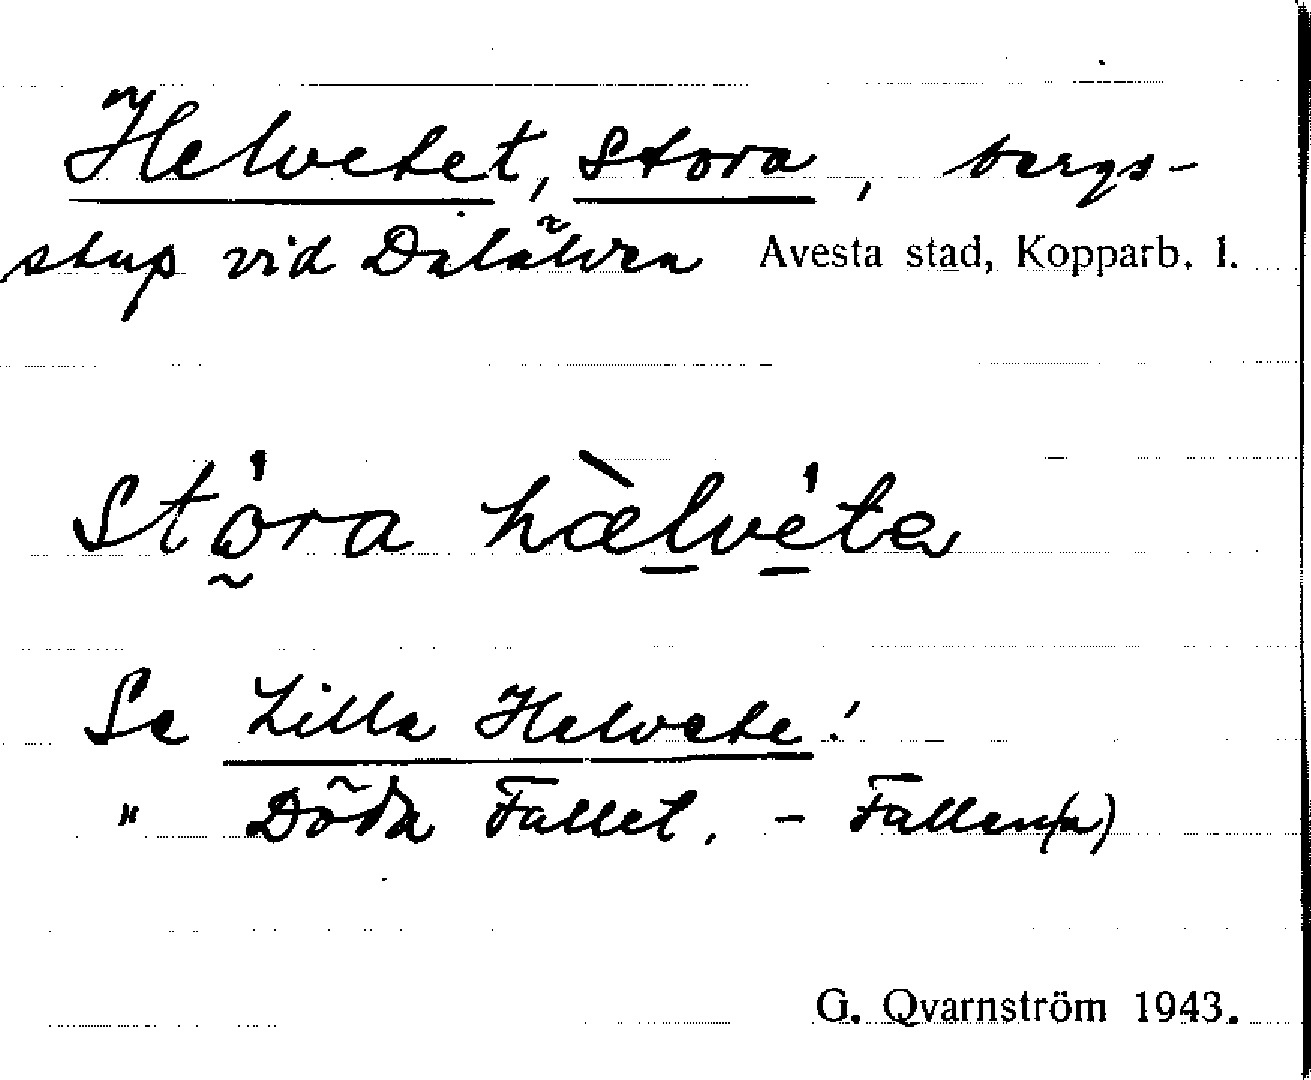 Helvetet, Stora, bergs-
stup vid Dalälven Avesta stad, Kopparb. l.
Stóra hàlvéta
Se Lilla Helvete!
" Döda Fallet. - Fallen(a)
G. Qvarnström 1943.